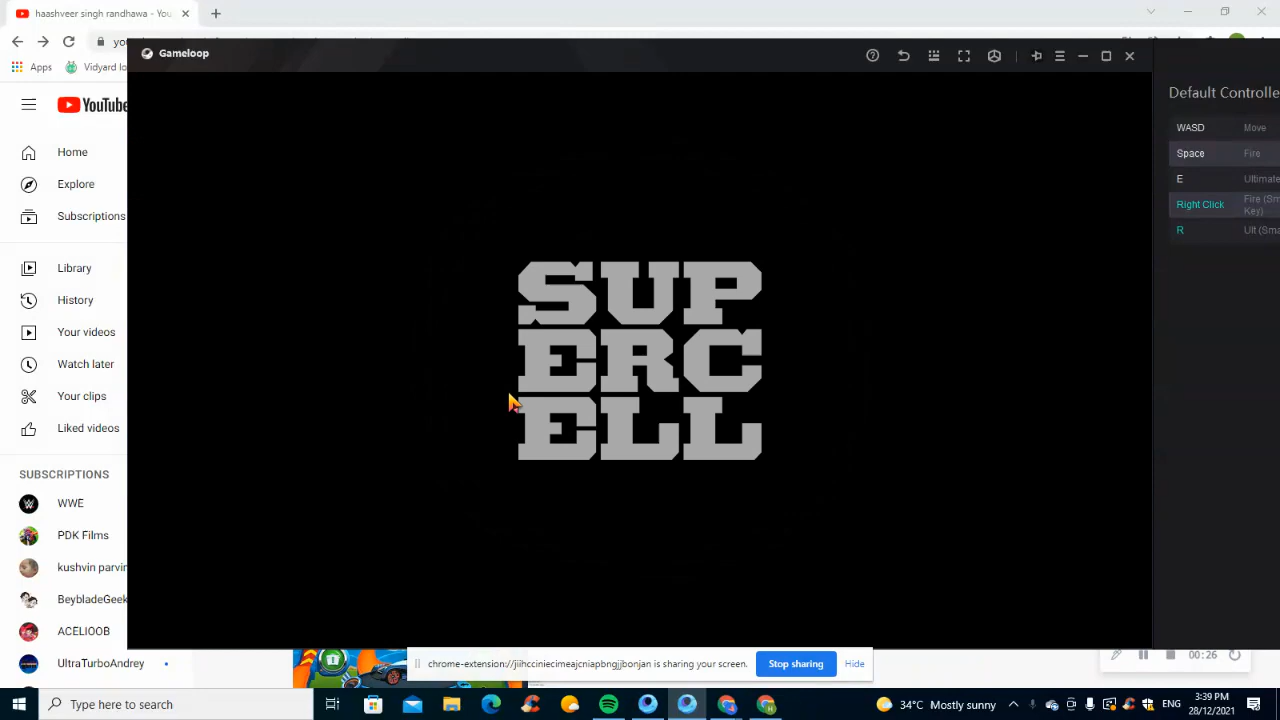 haashveer singh randhawa - You
Apps
Vidyard
Gameloop
YouTube
Home
Explore
Subscriptions
Library
History
Your videos
Watch later
Your clips
Liked videos
SUBSCRIPTIONS
WWE
PDK Films
kushvin parvin
BeybladeGeek
ACELIOOB
UltraTurboAndrey
SUP
ERC
ELL
Default Controlle
WASD Move
Space Fire
E Ultimate
Right Click Fire (Sm
Key)
R Ult (Sma
chrome-extension://jiihcciniecimeajcniapbngjjbonjan is sharing your screen.
Stop sharing
Hide
00:26
Type here to search
34°C Mostly sunny
ENG
3:39 PM
28/12/2021